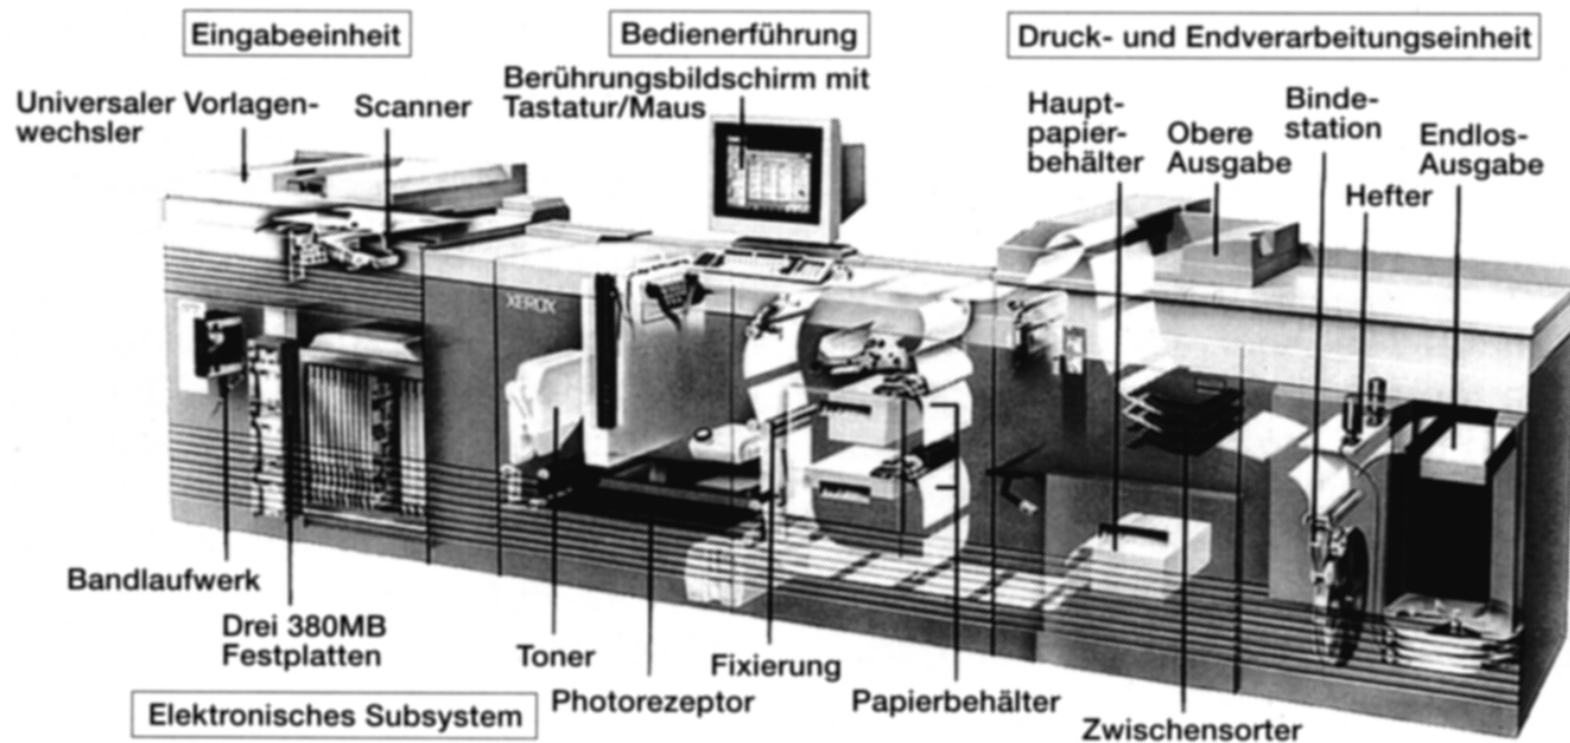 Eingabeeinheit
Bedienerführung
Druck- und Endverarbeitungseinheit
Universaler Vorlagen-
wechsler
Scanner
Berührungsbildschirm mit
Tastatur/Maus
Haupt-
papier-
behälter
Obere
Ausgabe
Binde-
station
Hefter
Endlos-
Ausgabe
XEROX
Bandlaufwerk
Drei 380MB
Festplatten
Toner
Photorezeptor
Fixierung
Papierbehälter
Zwischensorter
Elektronisches Subsystem